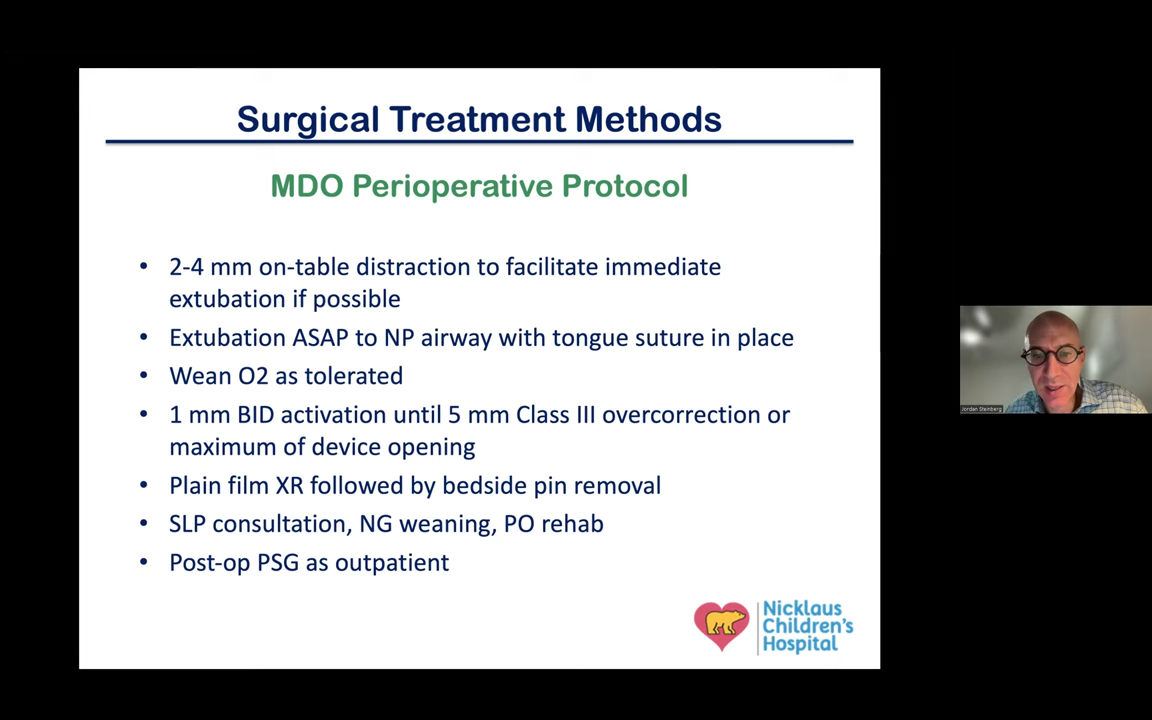 Surgical Treatment Methods
MDO Perioperative Protocol
• 2-4 mm on-table distraction to facilitate immediate
extubation if possible
• Extubation ASAP to NP airway with tongue suture in place
• Wean O2 as tolerated
• 1 mm BID activation until 5 mm Class III overcorrection or
maximum of device opening
• Plain film XR followed by bedside pin removal
• SLP consultation, NG weaning, PO rehab
• Post-op PSG as outpatient
Nicklaus
Children's
Hospital
Jordan Steinberg